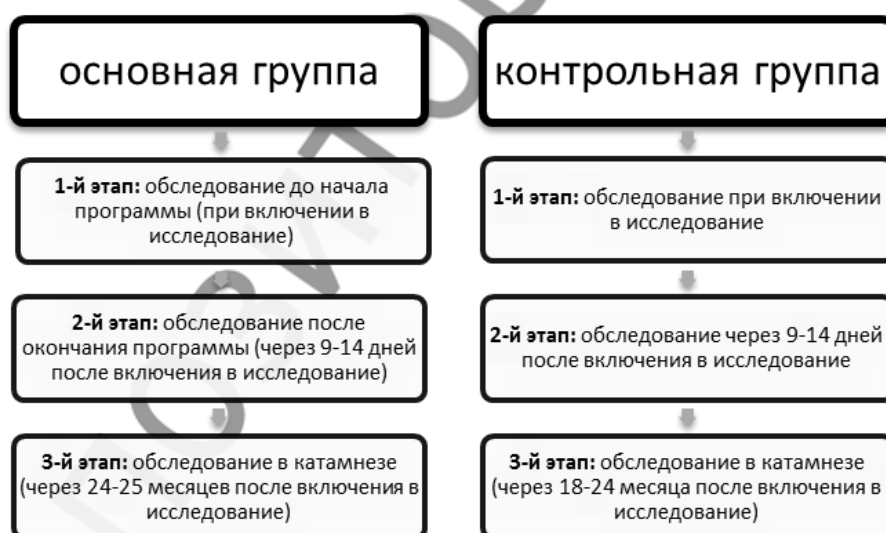 основная группа
1-й этап: обследование до начала
программы (при включении в
исследование)
2-й этап: обследование после
окончания программы (через 9-14 дней
после включения в исследование)
3-й этап: обследование в катамнезе
(через 24-25 месяцев после включения в
исследование)
контрольная группа
1-й этап: обследование при включении
в исследование
2-й этап: обследование через 9-14 дней
после включения в исследование
3-й этап: обследование в катамнезе
(через 18-24 месяца после включения в
исследование)